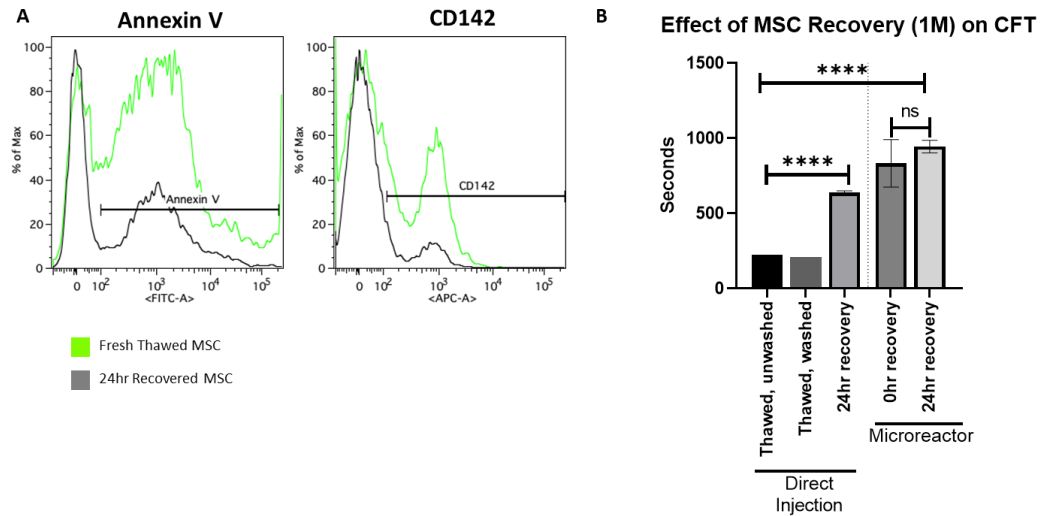 A
Annexin V
CD142
B
Effect of MSC Recovery (1M) on CFT
% of Max
100
80
60
40
20
0
Annexin V
0 10² 10³ 10⁴ 10⁵
<FITC-A>
% of Max
100
80
60
40
20
0
CD142
0 10² 10³ 10⁴ 10⁵
<APC-A>
Fresh Thawed MSC
24hr Recovered MSC
Seconds
1500
1000
500
0
****
****
ns
Thawed, unwashed
Thawed, washed
24hr recovery
0hr recovery
24hr recovery
Direct
Injection
Microreactor